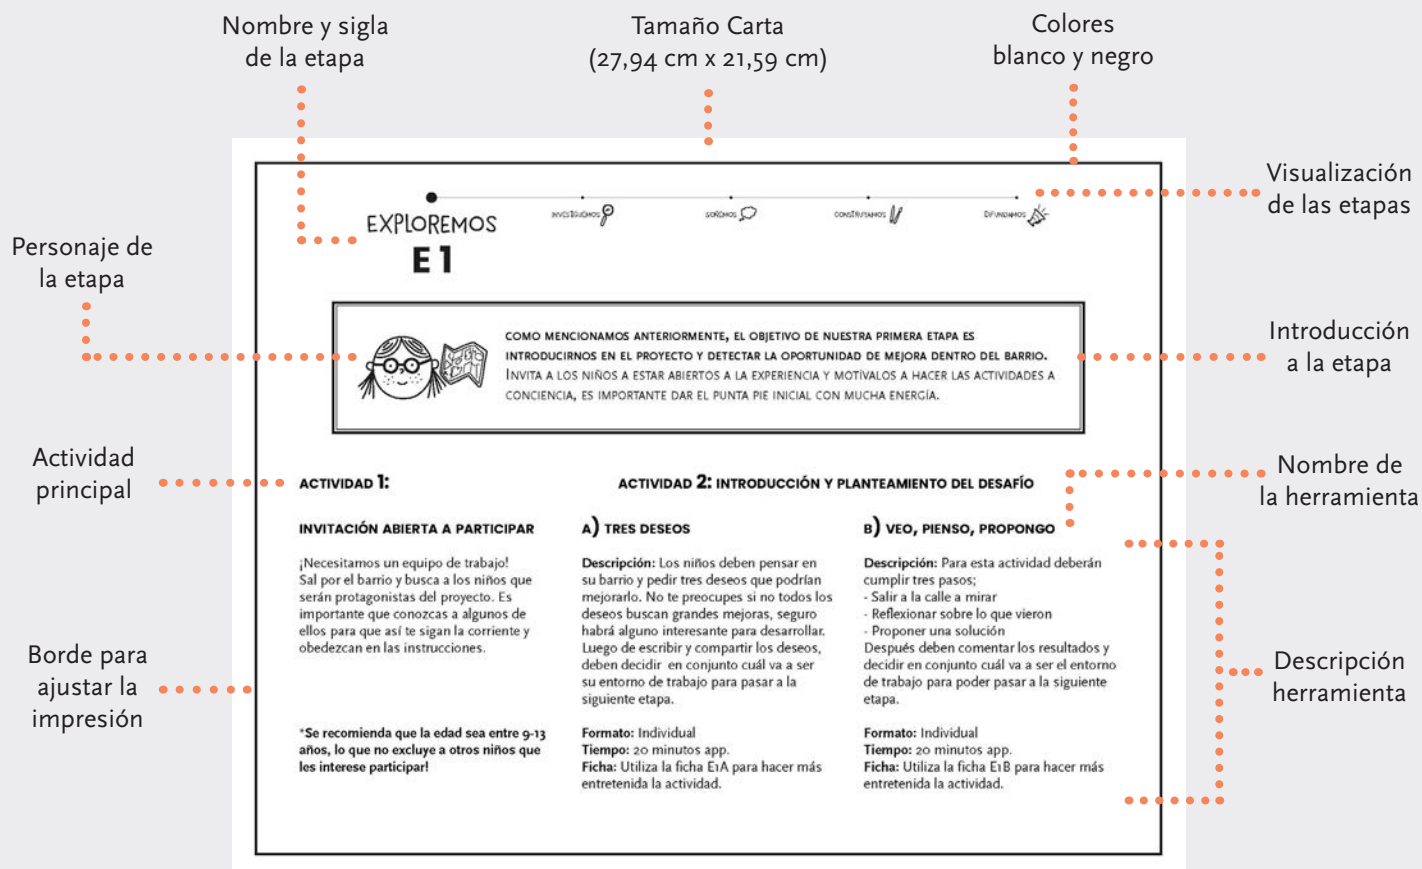 Nombre y sigla
de la etapa
Tamaño Carta
(27,94 cm x 21,59 cm)
Colores
blanco y negro
Visualización
de las etapas
Personaje de
la etapa
Introducción
a la etapa
Actividad
principal
Nombre de
la herramienta
Borde para
ajustar la
impresión
Descripción
herramienta
EXPLOREMOS
E1
INVESTIGUEMOS
SOÑEMOS
CONSTRUYAMOS
DIFUNDAMOS
COMO MENCIONAMOS ANTERIORMENTE, EL OBJETIVO DE NUESTRA PRIMERA ETAPA ES
INTRODUCIRNOS EN EL PROYECTO Y DETECTAR LA OPORTUNIDAD DE MEJORA DENTRO DEL BARRIO.
INVITA A LOS NIÑOS A ESTAR ABIERTOS A LA EXPERIENCIA Y MOTÍVALOS A HACER LAS ACTIVIDADES A
CONCIENCIA, ES IMPORTANTE DAR EL PUNTA PIE INICIAL CON MUCHA ENERGÍA.
ACTIVIDAD 1:
INVITACIÓN ABIERTA A PARTICIPAR
¡Necesitamos un equipo de trabajo!
Sal por el barrio y busca a los niños que
serán protagonistas del proyecto. Es
importante que conozcas a algunos de
ellos para que así te sigan la corriente y
obedezcan en las instrucciones.
*Se recomienda que la edad sea entre 9-13
años, lo que no excluye a otros niños que
les interese participar!
ACTIVIDAD 2: INTRODUCCIÓN Y PLANTEAMIENTO DEL DESAFÍO
A) TRES DESEOS
Descripción: Los niños deben pensar en
su barrio y pedir tres deseos que podrían
mejorarlo. No te preocupes si no todos los
deseos buscan grandes mejoras, seguro
habrá alguno interesante para desarrollar.
Luego de escribir y compartir los deseos,
deben decidir en conjunto cuál va a ser
su entorno de trabajo para pasar a la
siguiente etapa.
Formato: Individual
Tiempo: 20 minutos app.
Ficha: Utiliza la ficha E1A para hacer más
entretenida la actividad.
B) VEO, PIENSO, PROPONGO
Descripción: Para esta actividad deberán
cumplir tres pasos;
- Salir a la calle a mirar
- Reflexionar sobre lo que vieron
- Proponer una solución
Después deben comentar los resultados y
decidir en conjunto cuál va a ser el entorno
de trabajo para poder pasar a la siguiente
etapa.
Formato: Individual
Tiempo: 20 minutos app.
Ficha: Utiliza la ficha E1B para hacer más
entretenida la actividad.